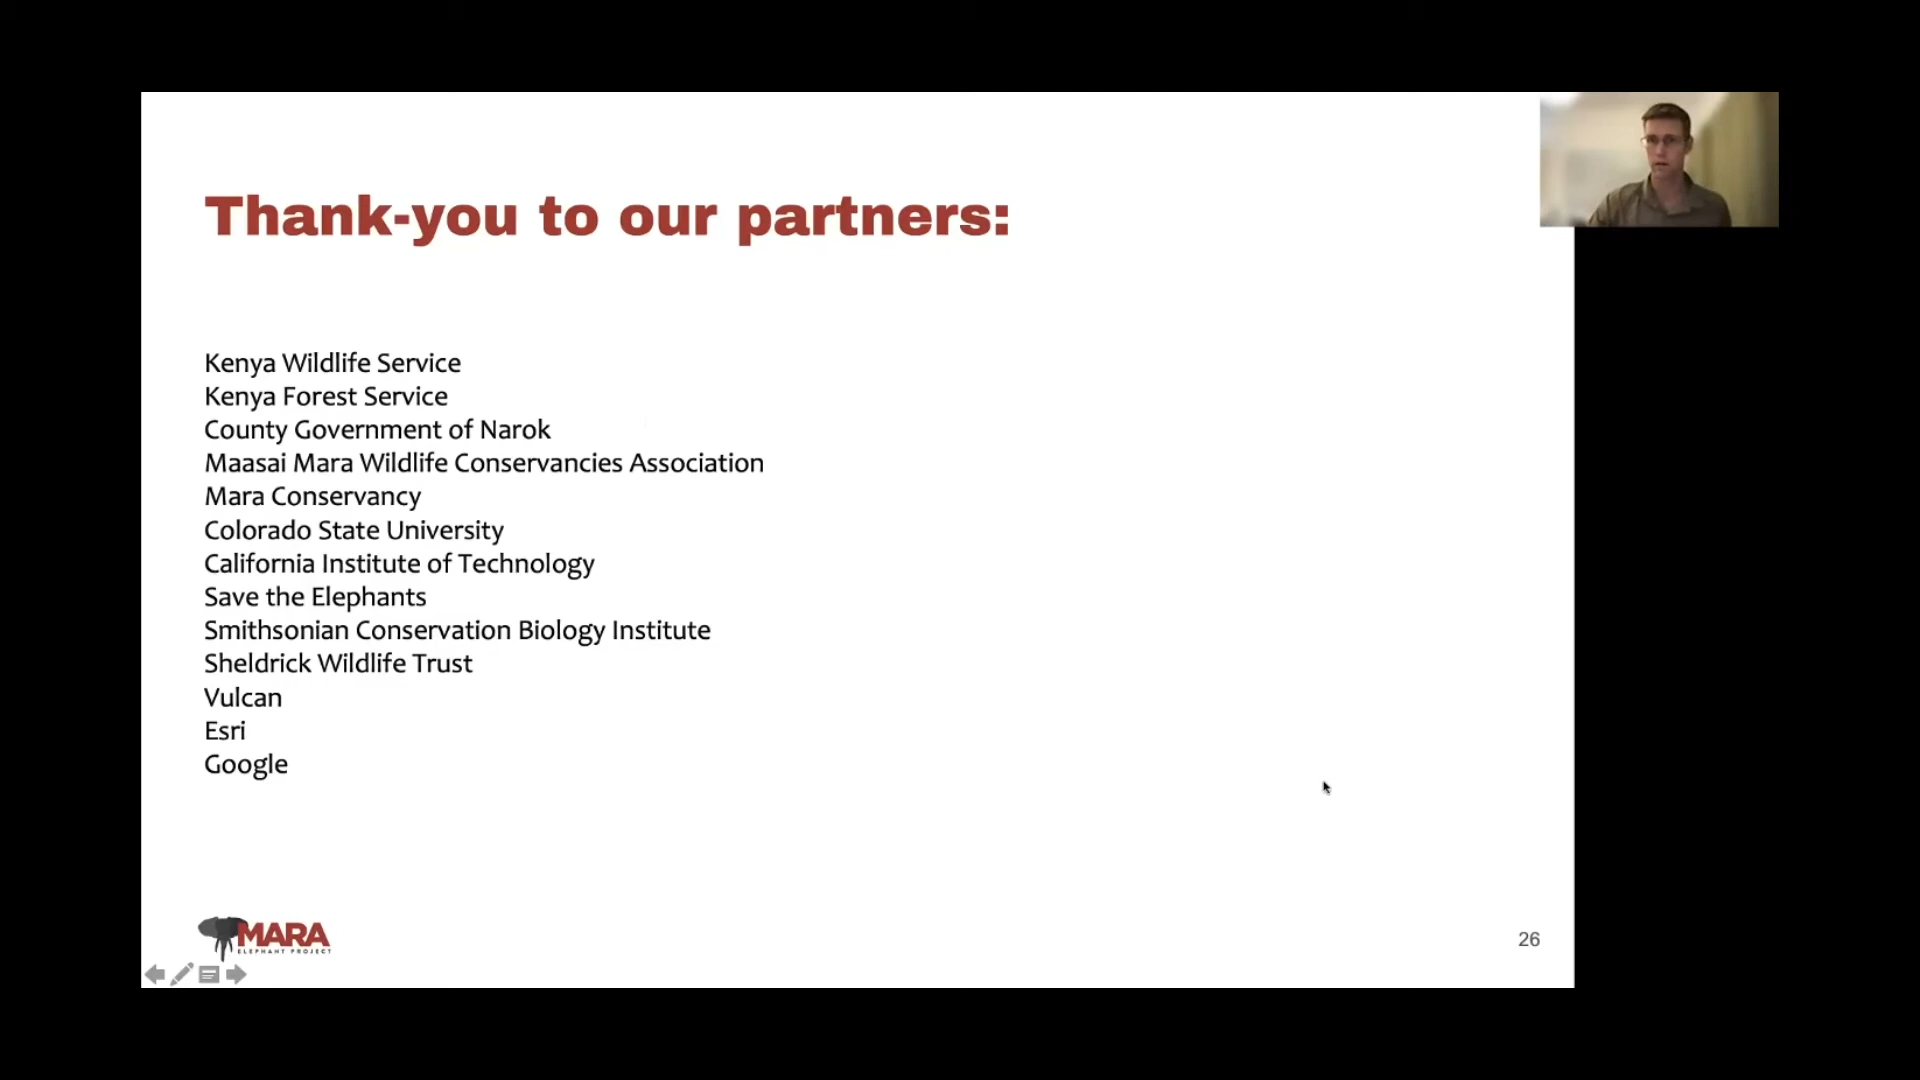 Thank-you to our partners:
Kenya Wildlife Service
Kenya Forest Service
County Government of Narok
Maasai Mara Wildlife Conservancies Association
Mara Conservancy
Colorado State University
California Institute of Technology
Save the Elephants
Smithsonian Conservation Biology Institute
Sheldrick Wildlife Trust
Vulcan
Esri
Google
MARA
ELEPHANT PROJECT
26